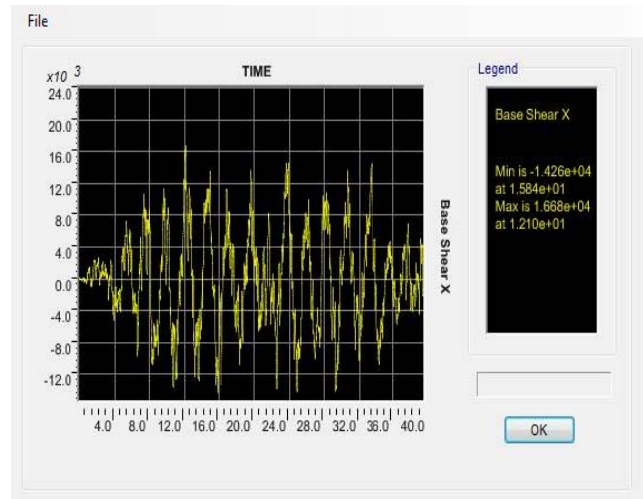 File
x10 3
TIME
Legend
24.0
20.0
16.0
12.0
8.0
4.0
0.0
-4.0
-8.0
-12.0
4.0 8.0 12.0 16.0 20.0 24.0 28.0 32.0 36.0 40.0
Base Shear X
Base Shear X
Min is -1.426e+04
at 1.584e+01
Max is 1.668e+04
at 1.210e+01
OK